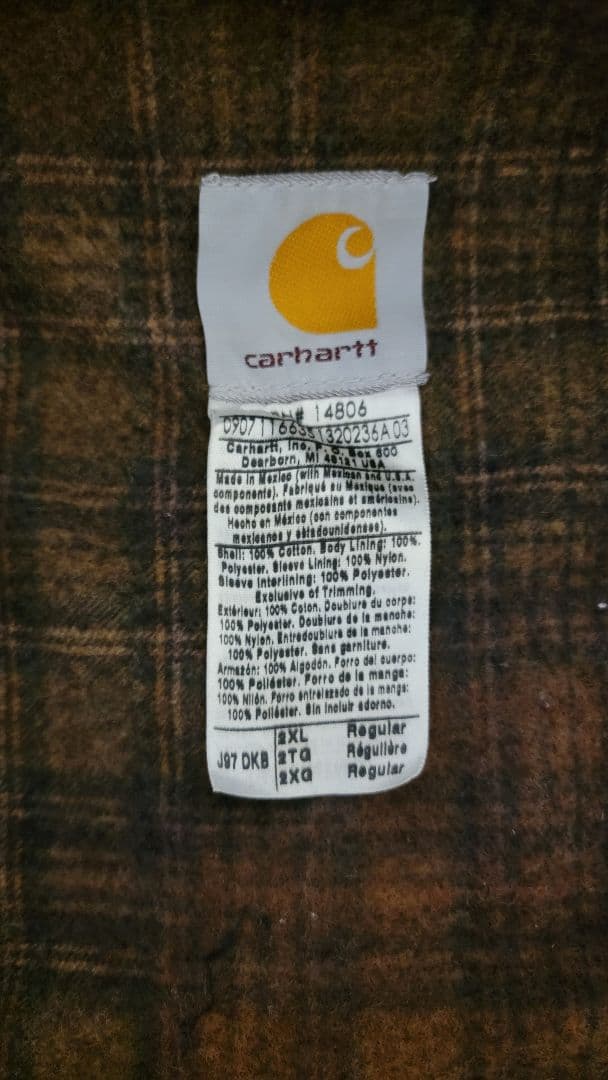 carhartt
# 14806
Carhartt, Inc. P. O. Box 600
Dearborn, MI 48121 USA
Made in Mexico (with Mexican and U.S.A.
components). Fabriqué au Mexique (avec
des composants mexicains et américains).
Hecho en México (con componentes
mexicanos y estadounidenses).
Shell: 100% Cotton. Body Lining: 100%.
Polyester. Sleeve Lining: 100% Nylon.
Sleeve Interlining: 100% Polyester.
Exclusive of Trimming.
Extérieur: 100% Coton. Doublure du corps:
100% Polyester. Doublure de la manche:
100% Nylon. Entredoublure de la manche:
100% Polyester. Sans garniture.
Armazón: 100% Algodón. Forro del cuerpo:
100% Poliéster. Forro de la manga:
100% Nilón. Forro entrelazado de la manga:
100% Poliéster. Sin incluir adorno.
J97 DKB
2XL Regular
2TG Régulière
2XG Regular